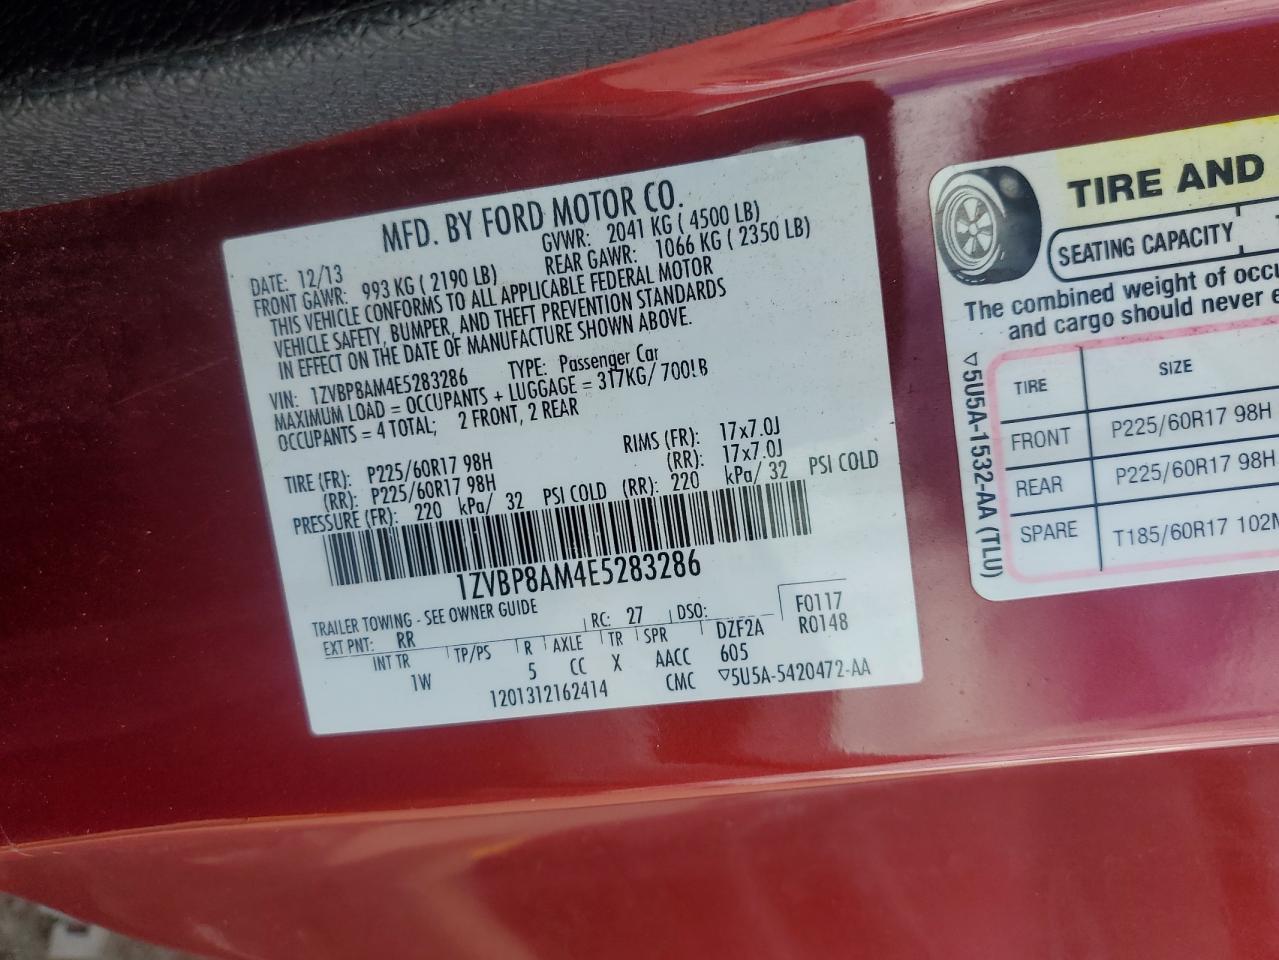 MFD. BY FORD MOTOR CO.
DATE: 12/13 GVWR: 2041 KG ( 4500 LB)
FRONT GAWR: 993 KG ( 2190 LB) REAR GAWR: 1066 KG ( 2350 LB)
THIS VEHICLE CONFORMS TO ALL APPLICABLE FEDERAL MOTOR
VEHICLE SAFETY, BUMPER, AND THEFT PREVENTION STANDARDS
IN EFFECT ON THE DATE OF MANUFACTURE SHOWN ABOVE.
VIN: 1ZVBP8AM4E5283286 TYPE: Passenger Car
MAXIMUM LOAD = OCCUPANTS + LUGGAGE = 317KG/ 700LB
OCCUPANTS = 4 TOTAL; 2 FRONT, 2 REAR
TIRE (FR): P225/60R17 98H RIMS (FR): 17x7.0J
(RR): P225/60R17 98H (RR): 17x7.0J
PRESSURE (FR): 220 kPa/ 32 PSI COLD (RR): 220 kPa/ 32 PSI COLD
1ZVBP8AM4E5283286
TRAILER TOWING - SEE OWNER GUIDE
EXT PNT: RR RC: 27 DSO: F0117
INT TR TP/PS R AXLE TR SPR DZF2A R0148
1W 5 CC X AACC 605
1201312162414 CMC ▽5U5A-5420472-AA
TIRE AND
SEATING CAPACITY
The combined weight of occu
and cargo should never e
TIRE SIZE
FRONT P225/60R17 98H
REAR P225/60R17 98H
SPARE T185/60R17 102M
▽5U5A-1532-AA (TLU)